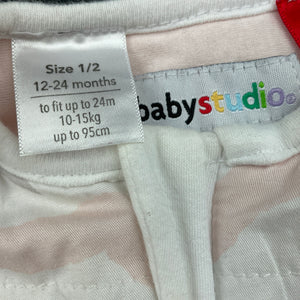 Size 1/2
12-24 months
to fit up to 24m
10-15kg
up to 95cm
babystudio®